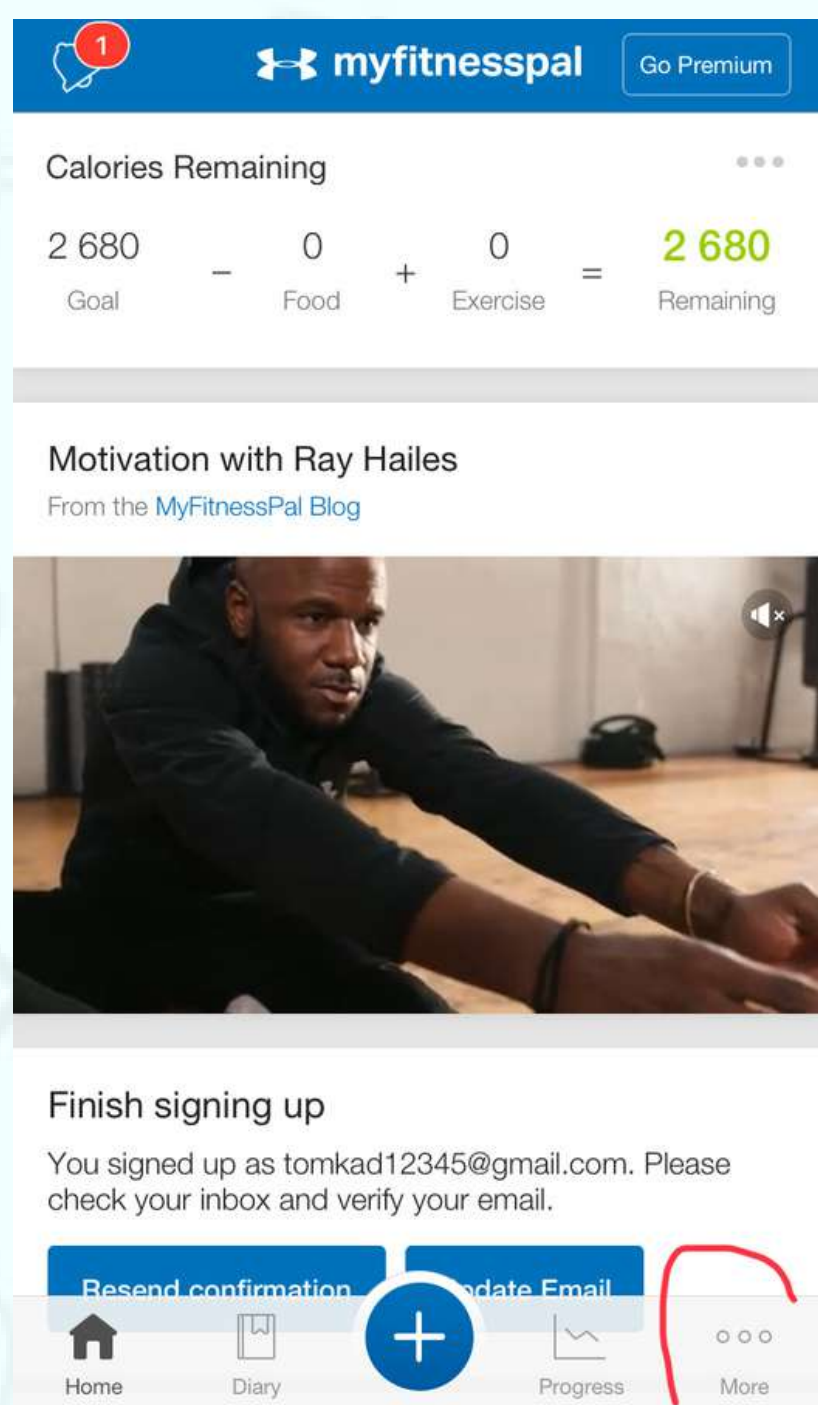 1
myfitnesspal
Go Premium
Calories Remaining
2 680 - 0 + 0 = 2 680
Goal Food Exercise Remaining
Motivation with Ray Hailes
From the MyFitnessPal Blog
Finish signing up
You signed up as tomkad12345@gmail.com. Please
check your inbox and verify your email.
Resend confirmation
pdate Email
Home Diary + Progress More